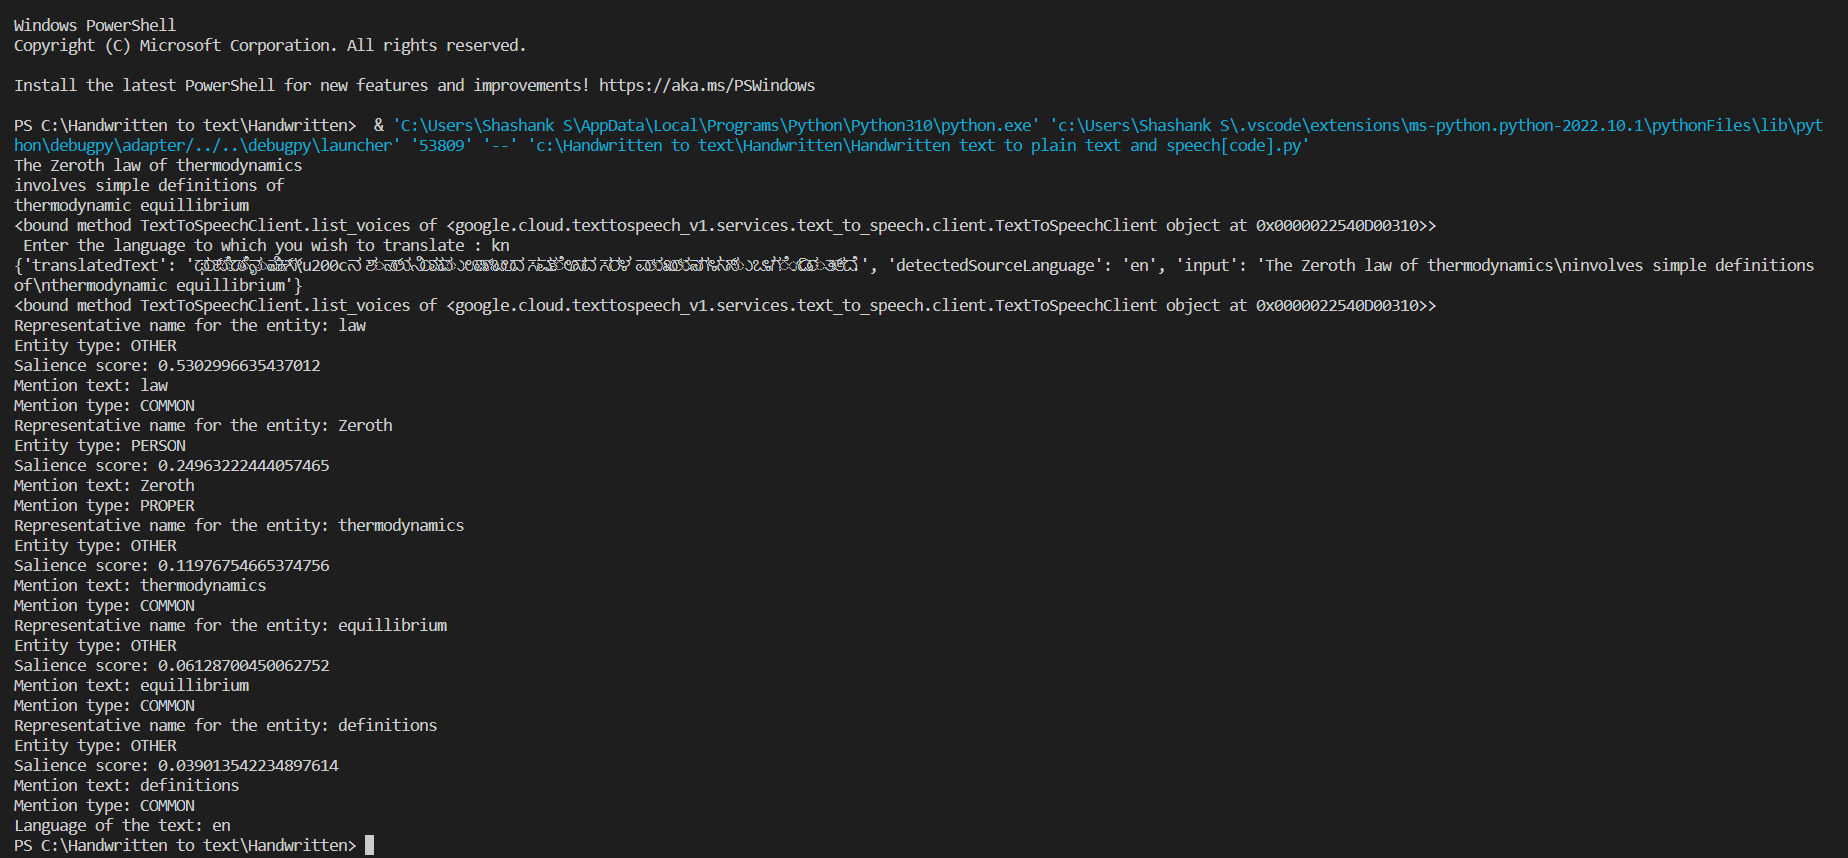 Windows PowerShell
Copyright (C) Microsoft Corporation. All rights reserved.
Install the latest PowerShell for new features and improvements! https://aka.ms/PSWindows
PS C:\Handwritten to text\Handwritten>  & 'C:\Users\Shashank S\AppData\Local\Programs\Python\Python310\python.exe' 'c:\Users\Shashank S\.vscode\extensions\ms-python.python-2022.10.1\pythonFiles\lib\pyt
hon\debugpy\adapter/../..\debugpy\launcher' '53809' '--' 'c:\Handwritten to text\Handwritten\Handwritten text to plain text and speech[code].py'
The Zeroth law of thermodynamics
involves simple definitions of
thermodynamic equillibrium
<bound method TextToSpeechClient.list_voices of <google.cloud.texttospeech_v1.services.text_to_speech.client.TextToSpeechClient object at 0x0000022540D00310>>
 Enter the language to which you wish to translate : kn
{'translatedText': ' \u200cನ ಸರಳ ', 'detectedSourceLanguage': 'en', 'input': 'The Zeroth law of thermodynamics\ninvolves simple definitions
of\nthermodynamic equillibrium'}
<bound method TextToSpeechClient.list_voices of <google.cloud.texttospeech_v1.services.text_to_speech.client.TextToSpeechClient object at 0x0000022540D00310>>
Representative name for the entity: law
Entity type: OTHER
Salience score: 0.5302996635437012
Mention text: law
Mention type: COMMON
Representative name for the entity: Zeroth
Entity type: PERSON
Salience score: 0.24963222444057465
Mention text: Zeroth
Mention type: PROPER
Representative name for the entity: thermodynamics
Entity type: OTHER
Salience score: 0.11976754665374756
Mention text: thermodynamics
Mention type: COMMON
Representative name for the entity: equillibrium
Entity type: OTHER
Salience score: 0.06128700450062752
Mention text: equillibrium
Mention type: COMMON
Representative name for the entity: definitions
Entity type: OTHER
Salience score: 0.039013542234897614
Mention text: definitions
Mention type: COMMON
Language of the text: en
PS C:\Handwritten to text\Handwritten>